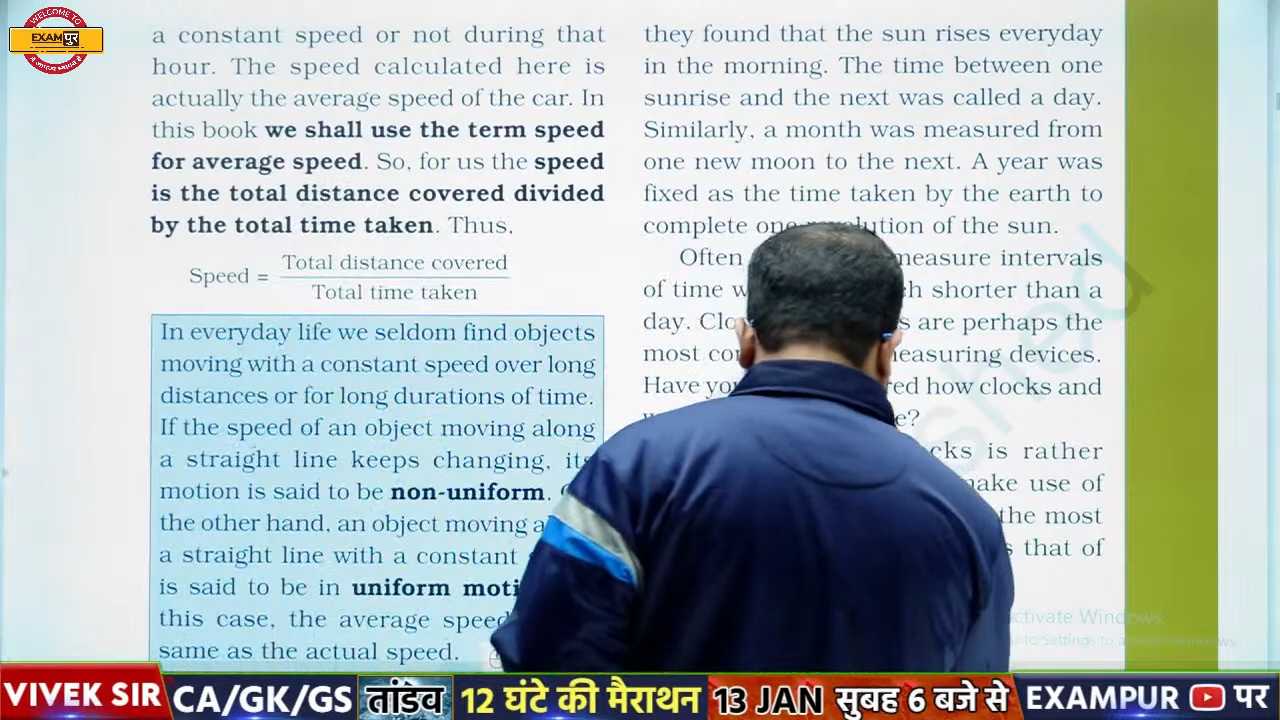 WELCOME TO
EXAMपुर
a constant speed or not during that
hour. The speed calculated here is
actually the average speed of the car. In
this book we shall use the term speed
for average speed. So, for us the speed
is the total distance covered divided
by the total time taken. Thus,
Speed = Total distance covered
Total time taken
In everyday life we seldom find objects
moving with a constant speed over long
distances or for long durations of time.
If the speed of an object moving along
a straight line keeps changing, its
motion is said to be non-uniform.
the other hand, an object moving
a straight line with a constant
is said to be in uniform
this case, the average speed
same as the actual speed.
they found that the sun rises everyday
in the morning. The time between one
sunrise and the next was called a day.
Similarly, a month was measured from
one new moon to the next. A year was
fixed as the time taken by the earth to
complete one revolution of the sun.
Often measure intervals
of time shorter than a
day. are perhaps the
most measuring devices.
Have how clocks and
is rather
make use of
the most
that of
Activate Windows
to Settings to
VIVEK SIR CA/GK/GS तांडव 12 घंटे की मैराथन 13 JAN सुबह 6 बजे से EXAMPUR पर